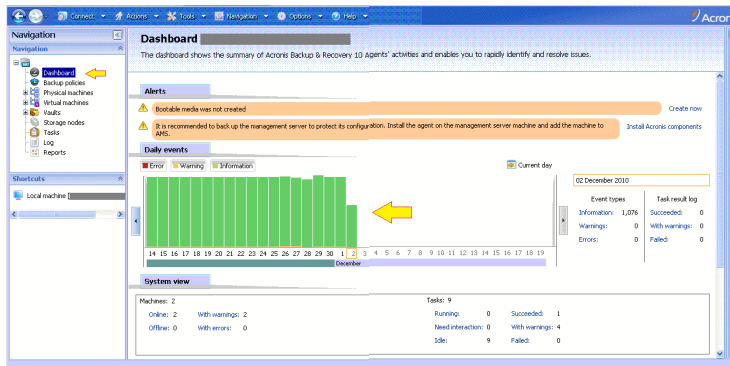 Connect Actions Tools Navigation Options Help
Acron
Navigation
Navigation
Dashboard
Backup policies
Physical machines
Virtual machines
Vaults
Storage nodes
Tasks
Log
Reports
Shortcuts
Local machine [
Dashboard
The dashboard shows the summary of Acronis Backup & Recovery 10 Agents' activities and enables you to rapidly identify and resolve issues.
Alerts
Bootable media was not created Create now
It is recommended to back up the management server to protect its configuration. Install the agent on the management server machine and add the machine to Install Acronis components
AMS.
Daily events
Error Warning Information Current day
14 15 16 17 18 19 20 21 22 23 24 25 26 27 28 29 30 1 2 3 4 5 6 7 8 9 10 11 12 13 14 15 16 17 18 19
December
02 December 2010
Event types Task result log
Information: 1,076 Succeeded: 0
Warnings: 0 With warnings: 0
Errors: 0 Failed: 0
System view
Machines: 2
Online: 2 With warnings: 2
Offline: 0 With errors: 0
Tasks: 9
Running: 0 Succeeded: 1
Need interaction: 0 With warnings: 4
Idle: 9 Failed: 0